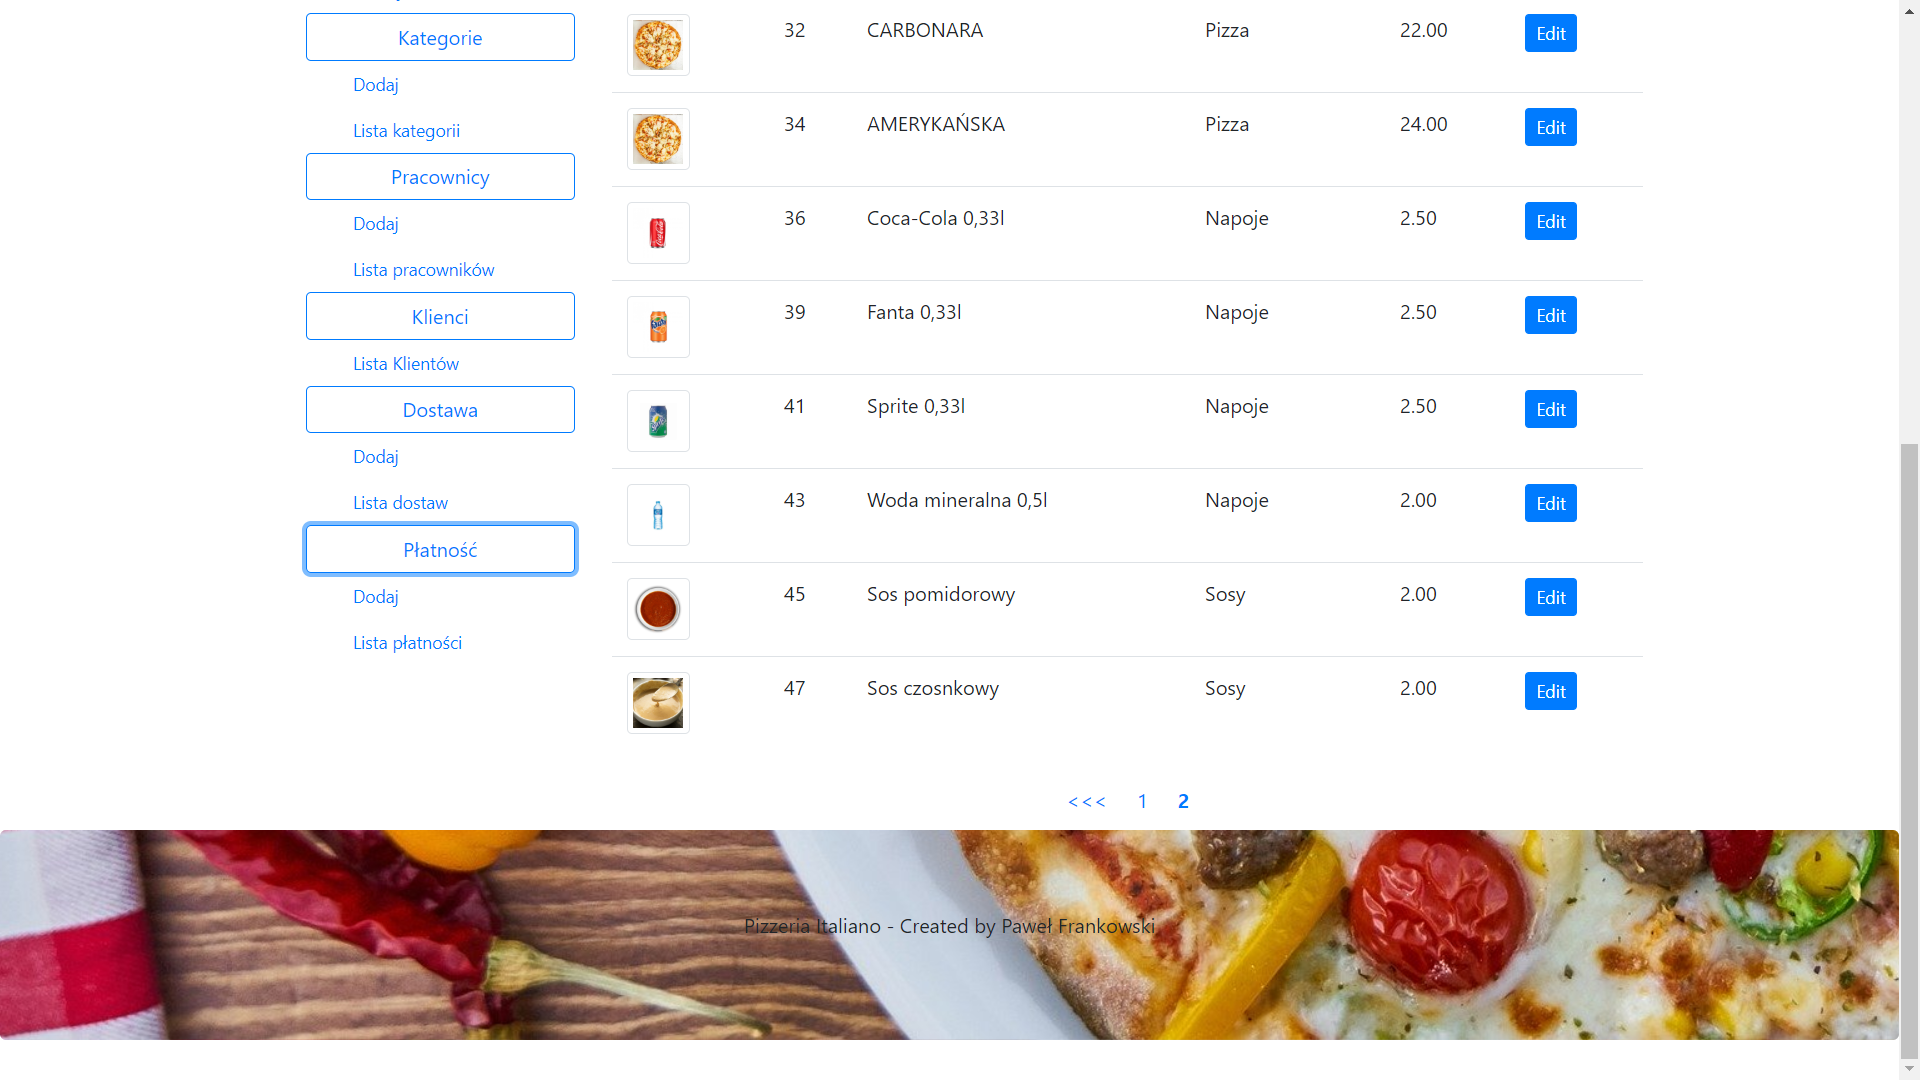 Kategorie
Dodaj
Lista kategorii
Pracownicy
Dodaj
Lista pracowników
Klienci
Lista Klientów
Dostawa
Dodaj
Lista dostaw
Płatność
Dodaj
Lista płatności
32 CARBONARA Pizza 22.00 Edit
34 AMERYKAŃSKA Pizza 24.00 Edit
36 Coca-Cola 0,33l Napoje 2.50 Edit
39 Fanta 0,33l Napoje 2.50 Edit
41 Sprite 0,33l Napoje 2.50 Edit
43 Woda mineralna 0,5l Napoje 2.00 Edit
45 Sos pomidorowy Sosy 2.00 Edit
47 Sos czosnkowy Sosy 2.00 Edit
<<< 1 2
Pizzeria Italiano - Created by Paweł Frankowski